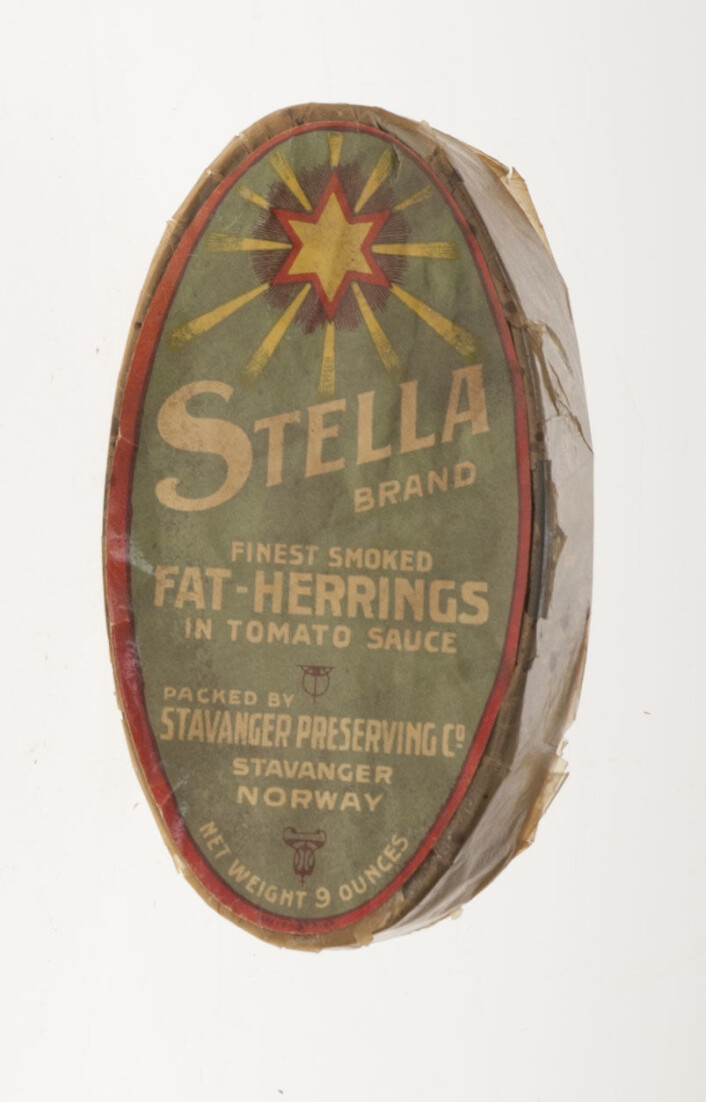 STELLA
BRAND
FINEST SMOKED
FAT-HERRINGS
IN TOMATO SAUCE
PACKED BY
STAVANGER PRESERVING Cº
STAVANGER
NORWAY
NET WEIGHT 9 OUNCES